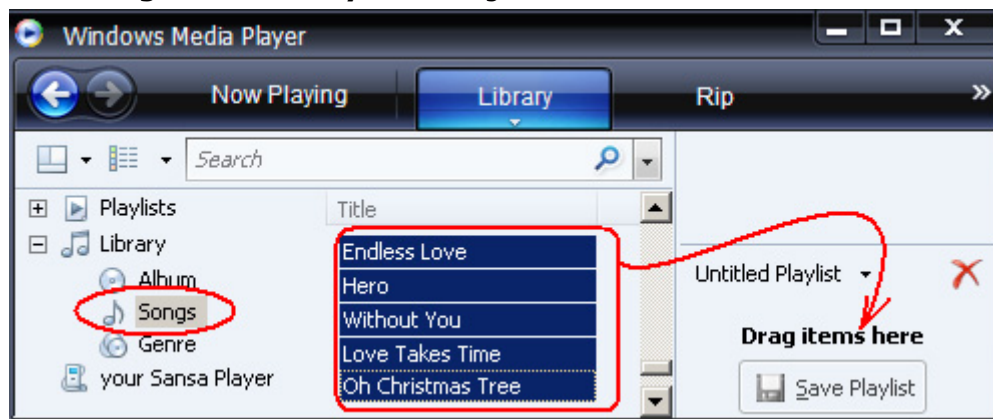 Windows Media Player
Now Playing Library Rip »
Search
Playlists
Library
Album
Songs
Genre
your Sansa Player
Title
Endless Love
Hero
Without You
Love Takes Time
Oh Christmas Tree
Untitled Playlist
Drag items here
Save Playlist